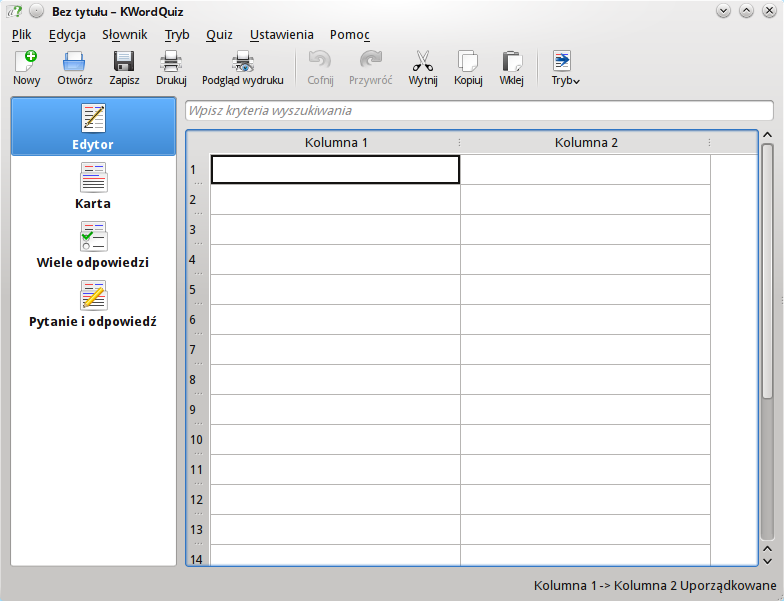 Bez tytułu – KWordQuiz
Plik Edycja Słownik Tryb Quiz Ustawienia Pomoc
Nowy Otwórz Zapisz Drukuj Podgląd wydruku Cofnij Przywróć Wytnij Kopiuj Wklej Tryb
Wpisz kryteria wyszukiwania
Edytor
Karta
Wiele odpowiedzi
Pytanie i odpowiedź
Kolumna 1 Kolumna 2
1
2
3
4
5
6
7
8
9
10
11
12
13
14
Kolumna 1 -> Kolumna 2 Uporządkowane